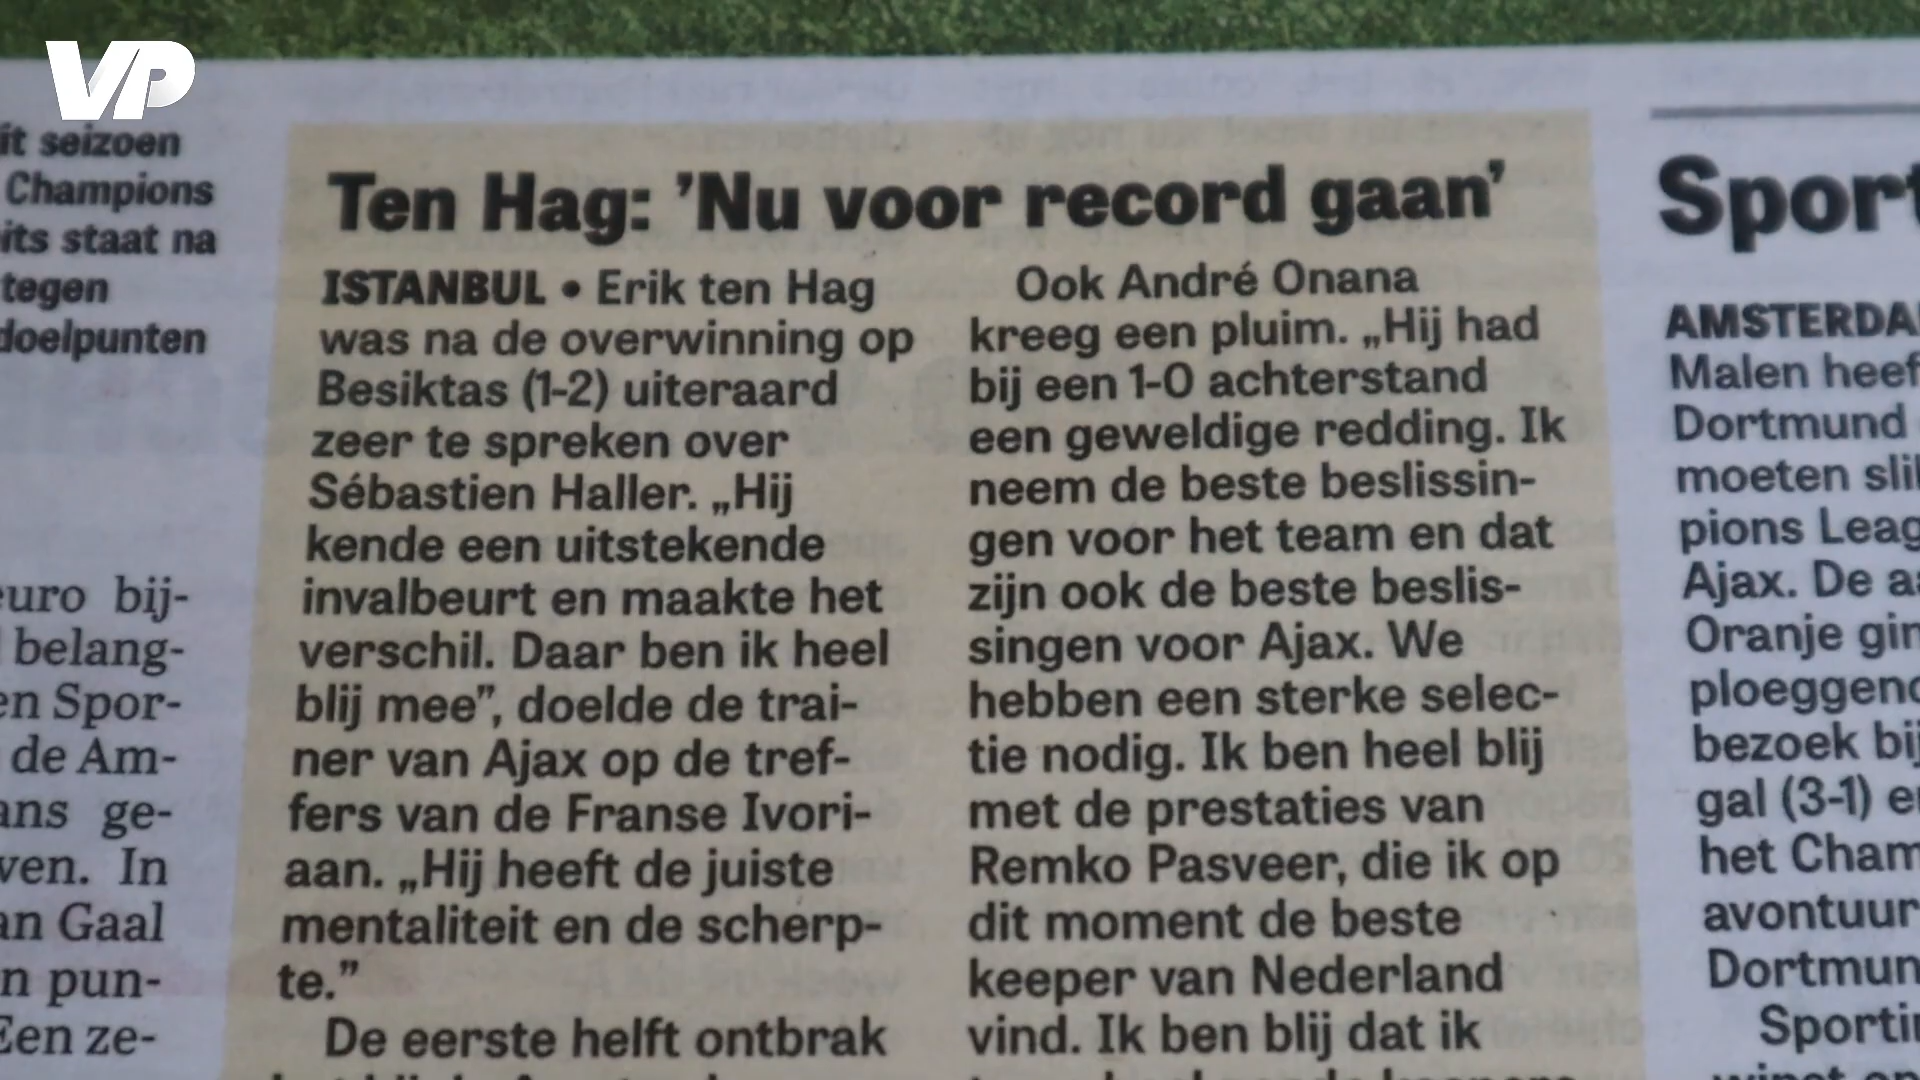 VP
it seizoen
Champions
its staat na
tegen
doelpunten
euro bij-
belang-
en Spor-
de Am-
ans ge-
ven. In
an Gaal
n pun-
Een ze-
Ten Hag: ’Nu voor record gaan’
ISTANBUL • Erik ten Hag
was na de overwinning op
Besiktas (1-2) uiteraard
zeer te spreken over
Sébastien Haller. „Hij
kende een uitstekende
invalbeurt en maakte het
verschil. Daar ben ik heel
blij mee”, doelde de trai-
ner van Ajax op de tref-
fers van de Franse Ivori-
aan. „Hij heeft de juiste
mentaliteit en de scherp-
te.”
De eerste helft ontbrak
Ook André Onana
kreeg een pluim. „Hij had
bij een 1-0 achterstand
een geweldige redding. Ik
neem de beste beslissin-
gen voor het team en dat
zijn ook de beste beslis-
singen voor Ajax. We
hebben een sterke selec-
tie nodig. Ik ben heel blij
met de prestaties van
Remko Pasveer, die ik op
dit moment de beste
keeper van Nederland
vind. Ik ben blij dat ik
Sport
AMSTERDA
Malen heef
Dortmund
moeten slik
pions Leag
Ajax. De aa
Oranje gin
ploeggeno
bezoek bij
gal (3-1) en
het Cham
avontuur
Dortmun
Sportin